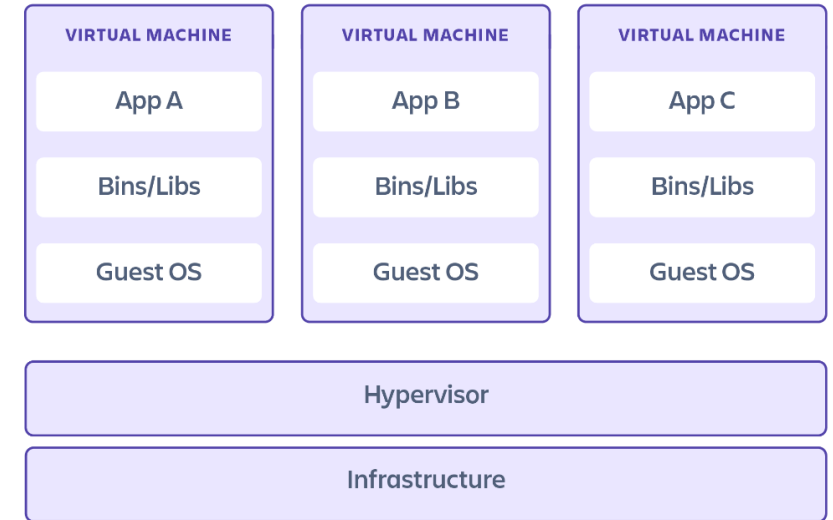 VIRTUAL MACHINE
App A
Bins/Libs
Guest OS
VIRTUAL MACHINE
App B
Bins/Libs
Guest OS
VIRTUAL MACHINE
App C
Bins/Libs
Guest OS
Hypervisor
Infrastructure